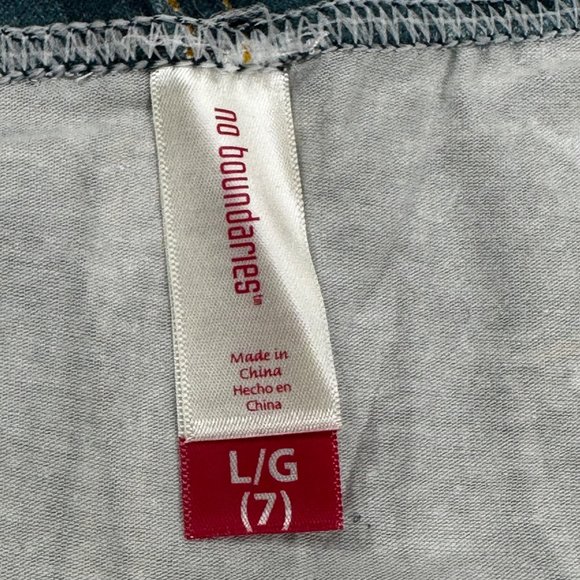 no boundaries™
Made in
China
Hecho en
China
L/G
(7)